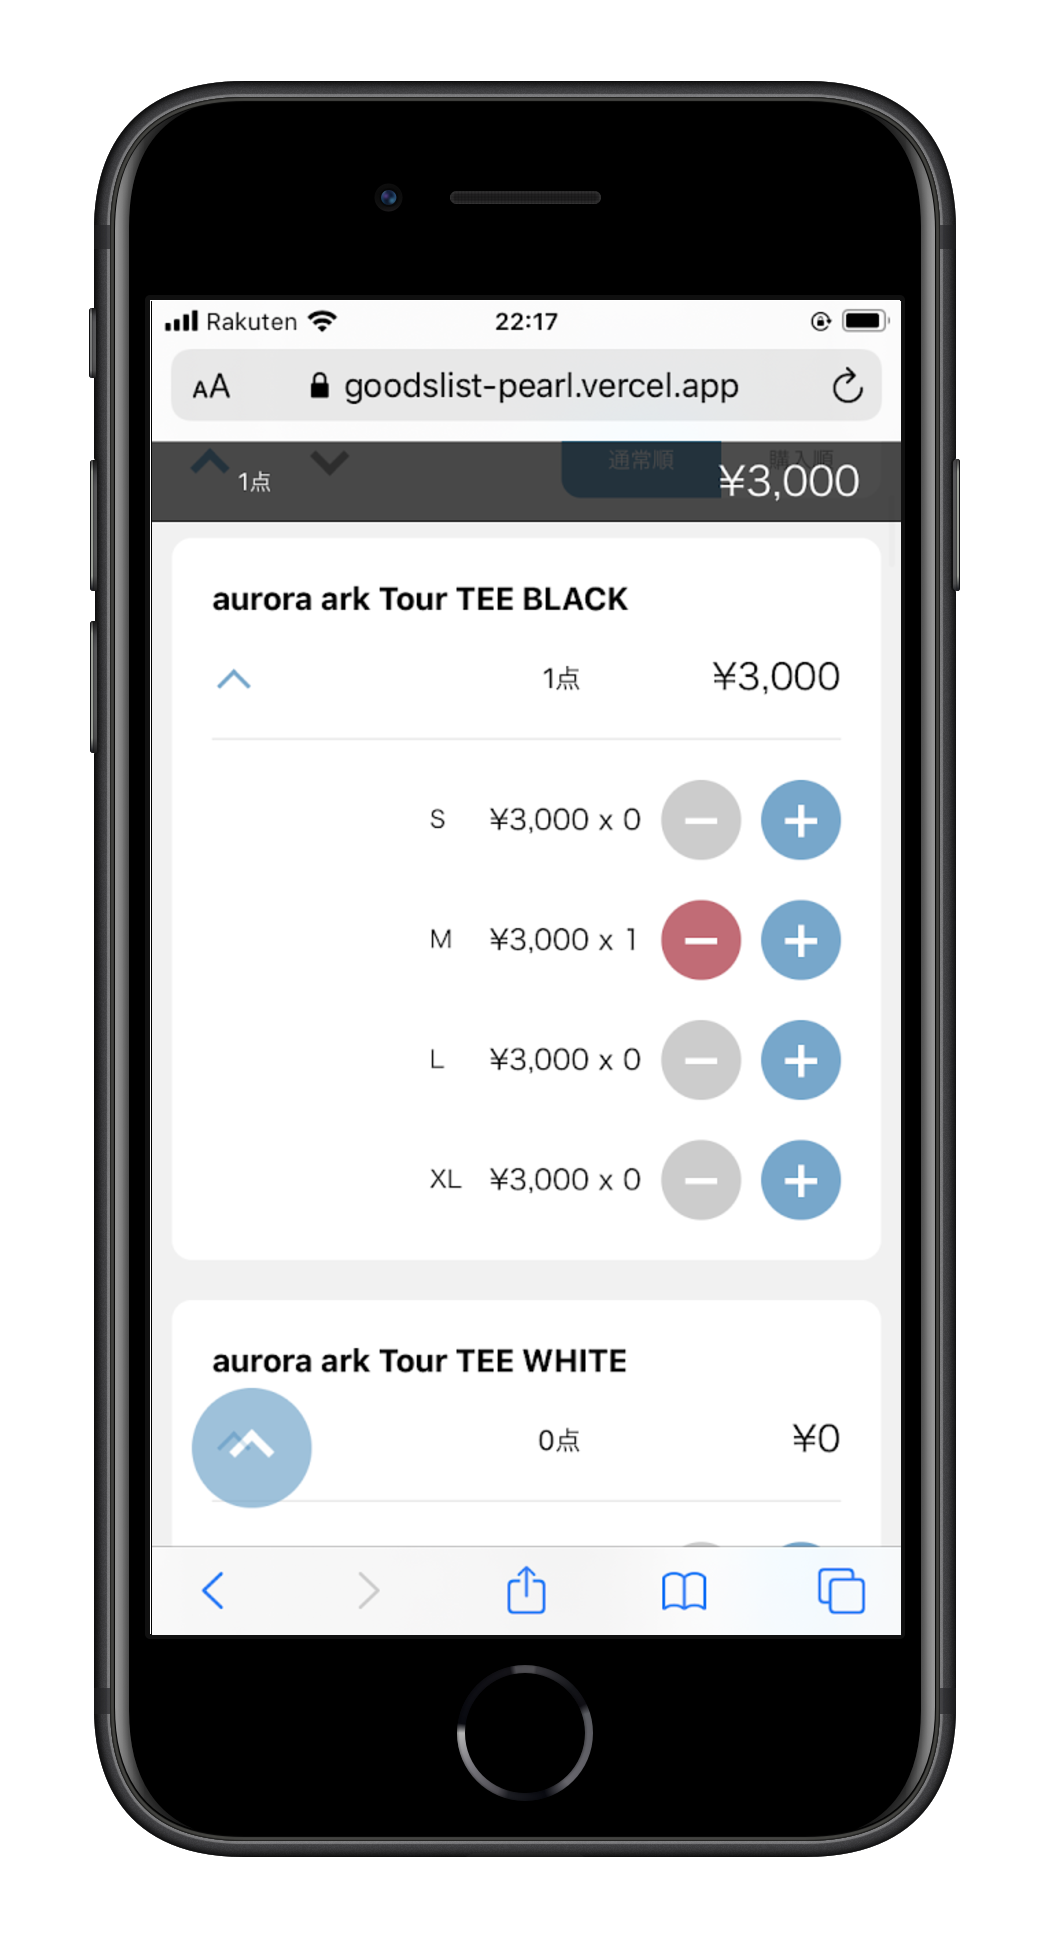 Rakuten 22:17
AA goodslist-pearl.vercel.app
通常順 購入順
1点 ¥3,000
aurora ark Tour TEE BLACK
1点 ¥3,000
S ¥3,000 x 0
M ¥3,000 x 1
L ¥3,000 x 0
XL ¥3,000 x 0
aurora ark Tour TEE WHITE
0点 ¥0